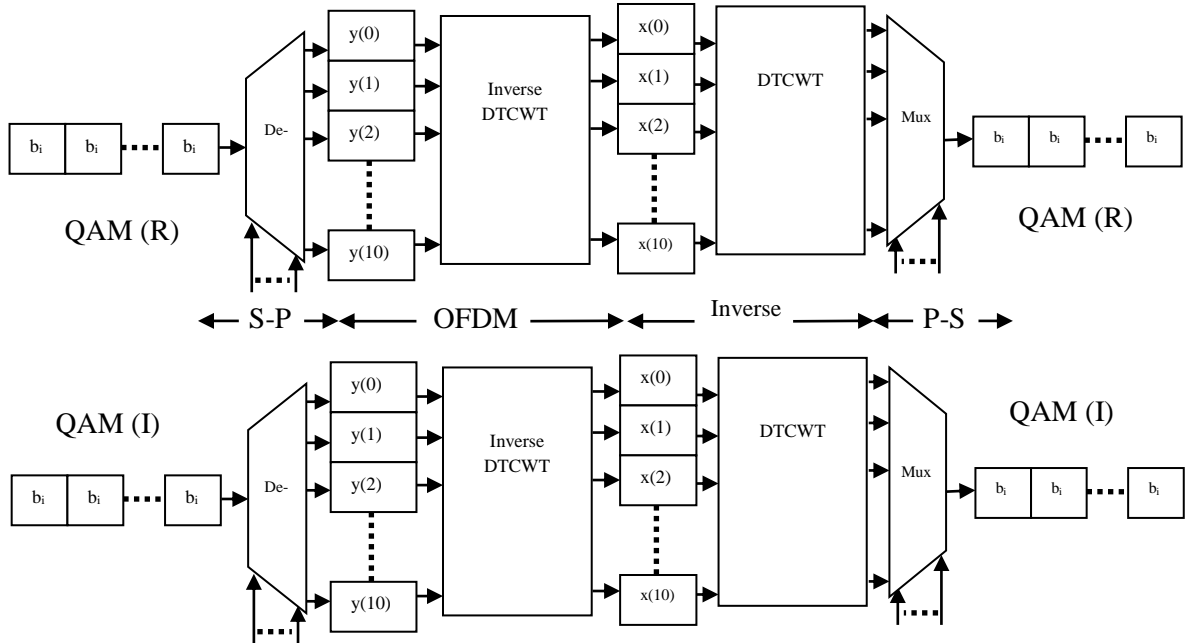 y(0)
y(1)
y(2)
y(10)
De-
Inverse
DTCWT
x(0)
x(1)
x(2)
x(10)
DTCWT
Mux
bi bi bi
bi bi bi
QAM (R)
QAM (R)
S-P OFDM Inverse P-S
QAM (I)
QAM (I)
y(0)
y(1)
y(2)
y(10)
De-
Inverse
DTCWT
x(0)
x(1)
x(2)
x(10)
DTCWT
Mux
bi bi bi
bi bi bi